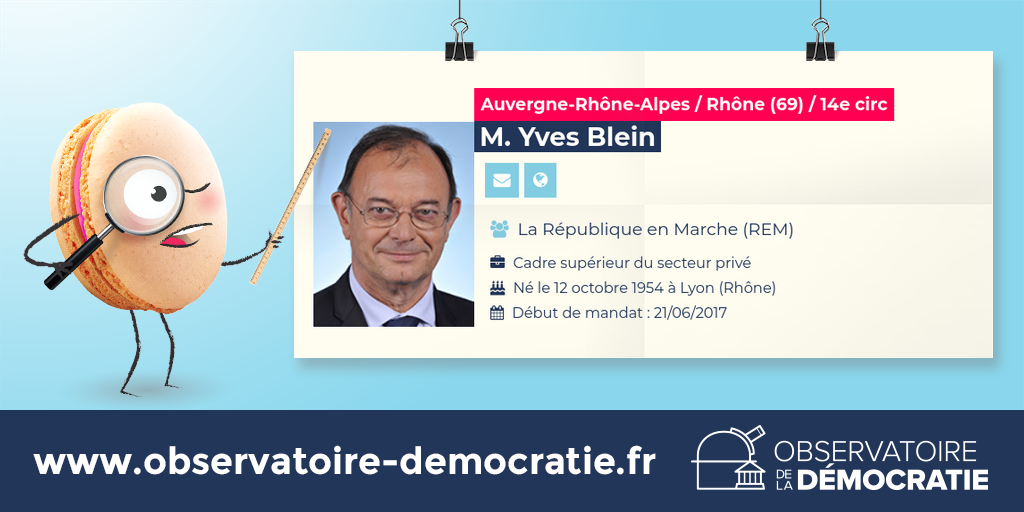 Auvergne-Rhône-Alpes / Rhône (69) / 14e circ
M. Yves Blein
La République en Marche (REM)
Cadre supérieur du secteur privé
Né le 12 octobre 1954 à Lyon (Rhône)
Début de mandat : 21/06/2017
www.observatoire-democratie.fr
OBSERVATOIRE
DE LA DÉMOCRATIE